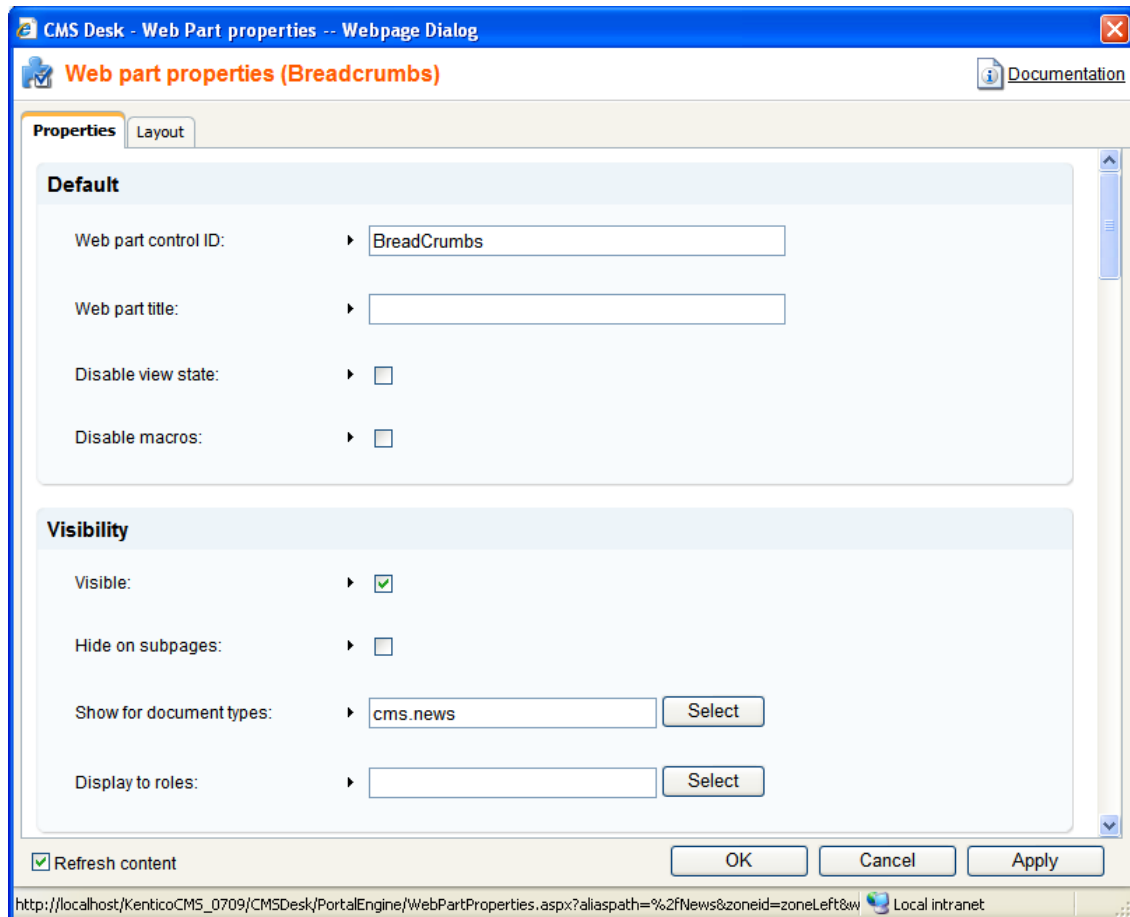 CMS Desk - Web Part properties -- Webpage Dialog
Web part properties (Breadcrumbs)
Documentation
Properties
Layout
Default
Web part control ID: BreadCrumbs
Web part title:
Disable view state:
Disable macros:
Visibility
Visible:
Hide on subpages:
Show for document types: cms.news Select
Display to roles: Select
Refresh content OK Cancel Apply
http://localhost/KenticoCMS_0709/CMSDesk/PortalEngine/WebPartProperties.aspx?aliaspath=%2fNews&zoneid=zoneLeft&w Local intranet